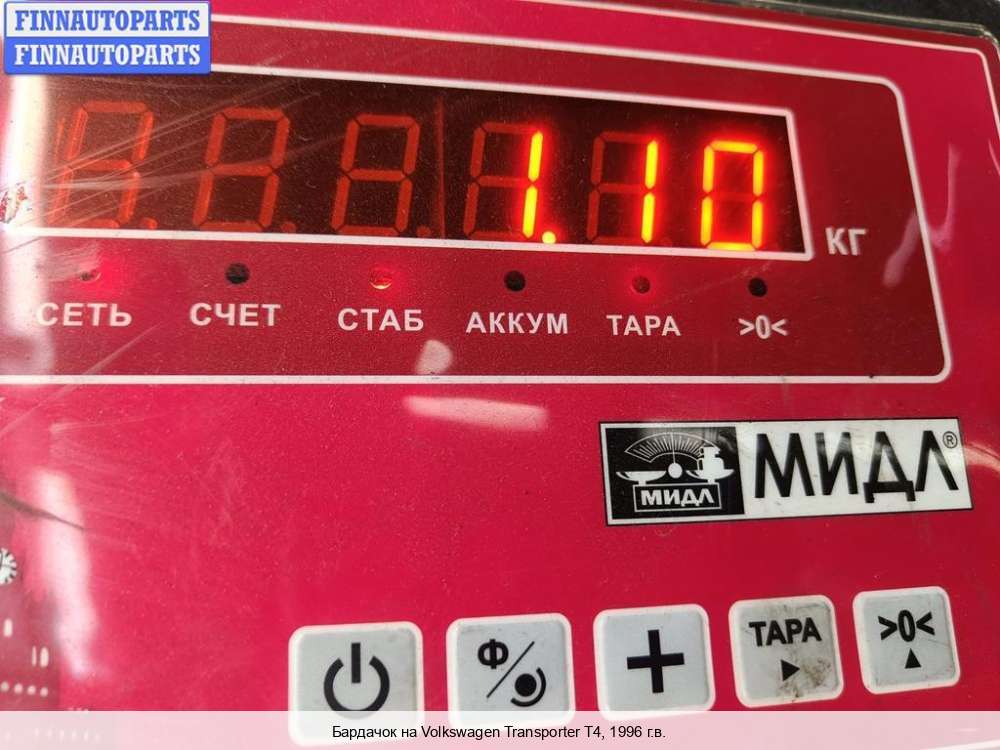 FINNAUTOPARTS
FINNAUTOPARTS
1.10
КГ
СЕТЬ СЧЕТ СТАБ АККУМ ТАРА >0<
МИДЛ МИДЛ®
Ф
ТАРА >0<
Бардачок на Volkswagen Transporter T4, 1996 г.в.